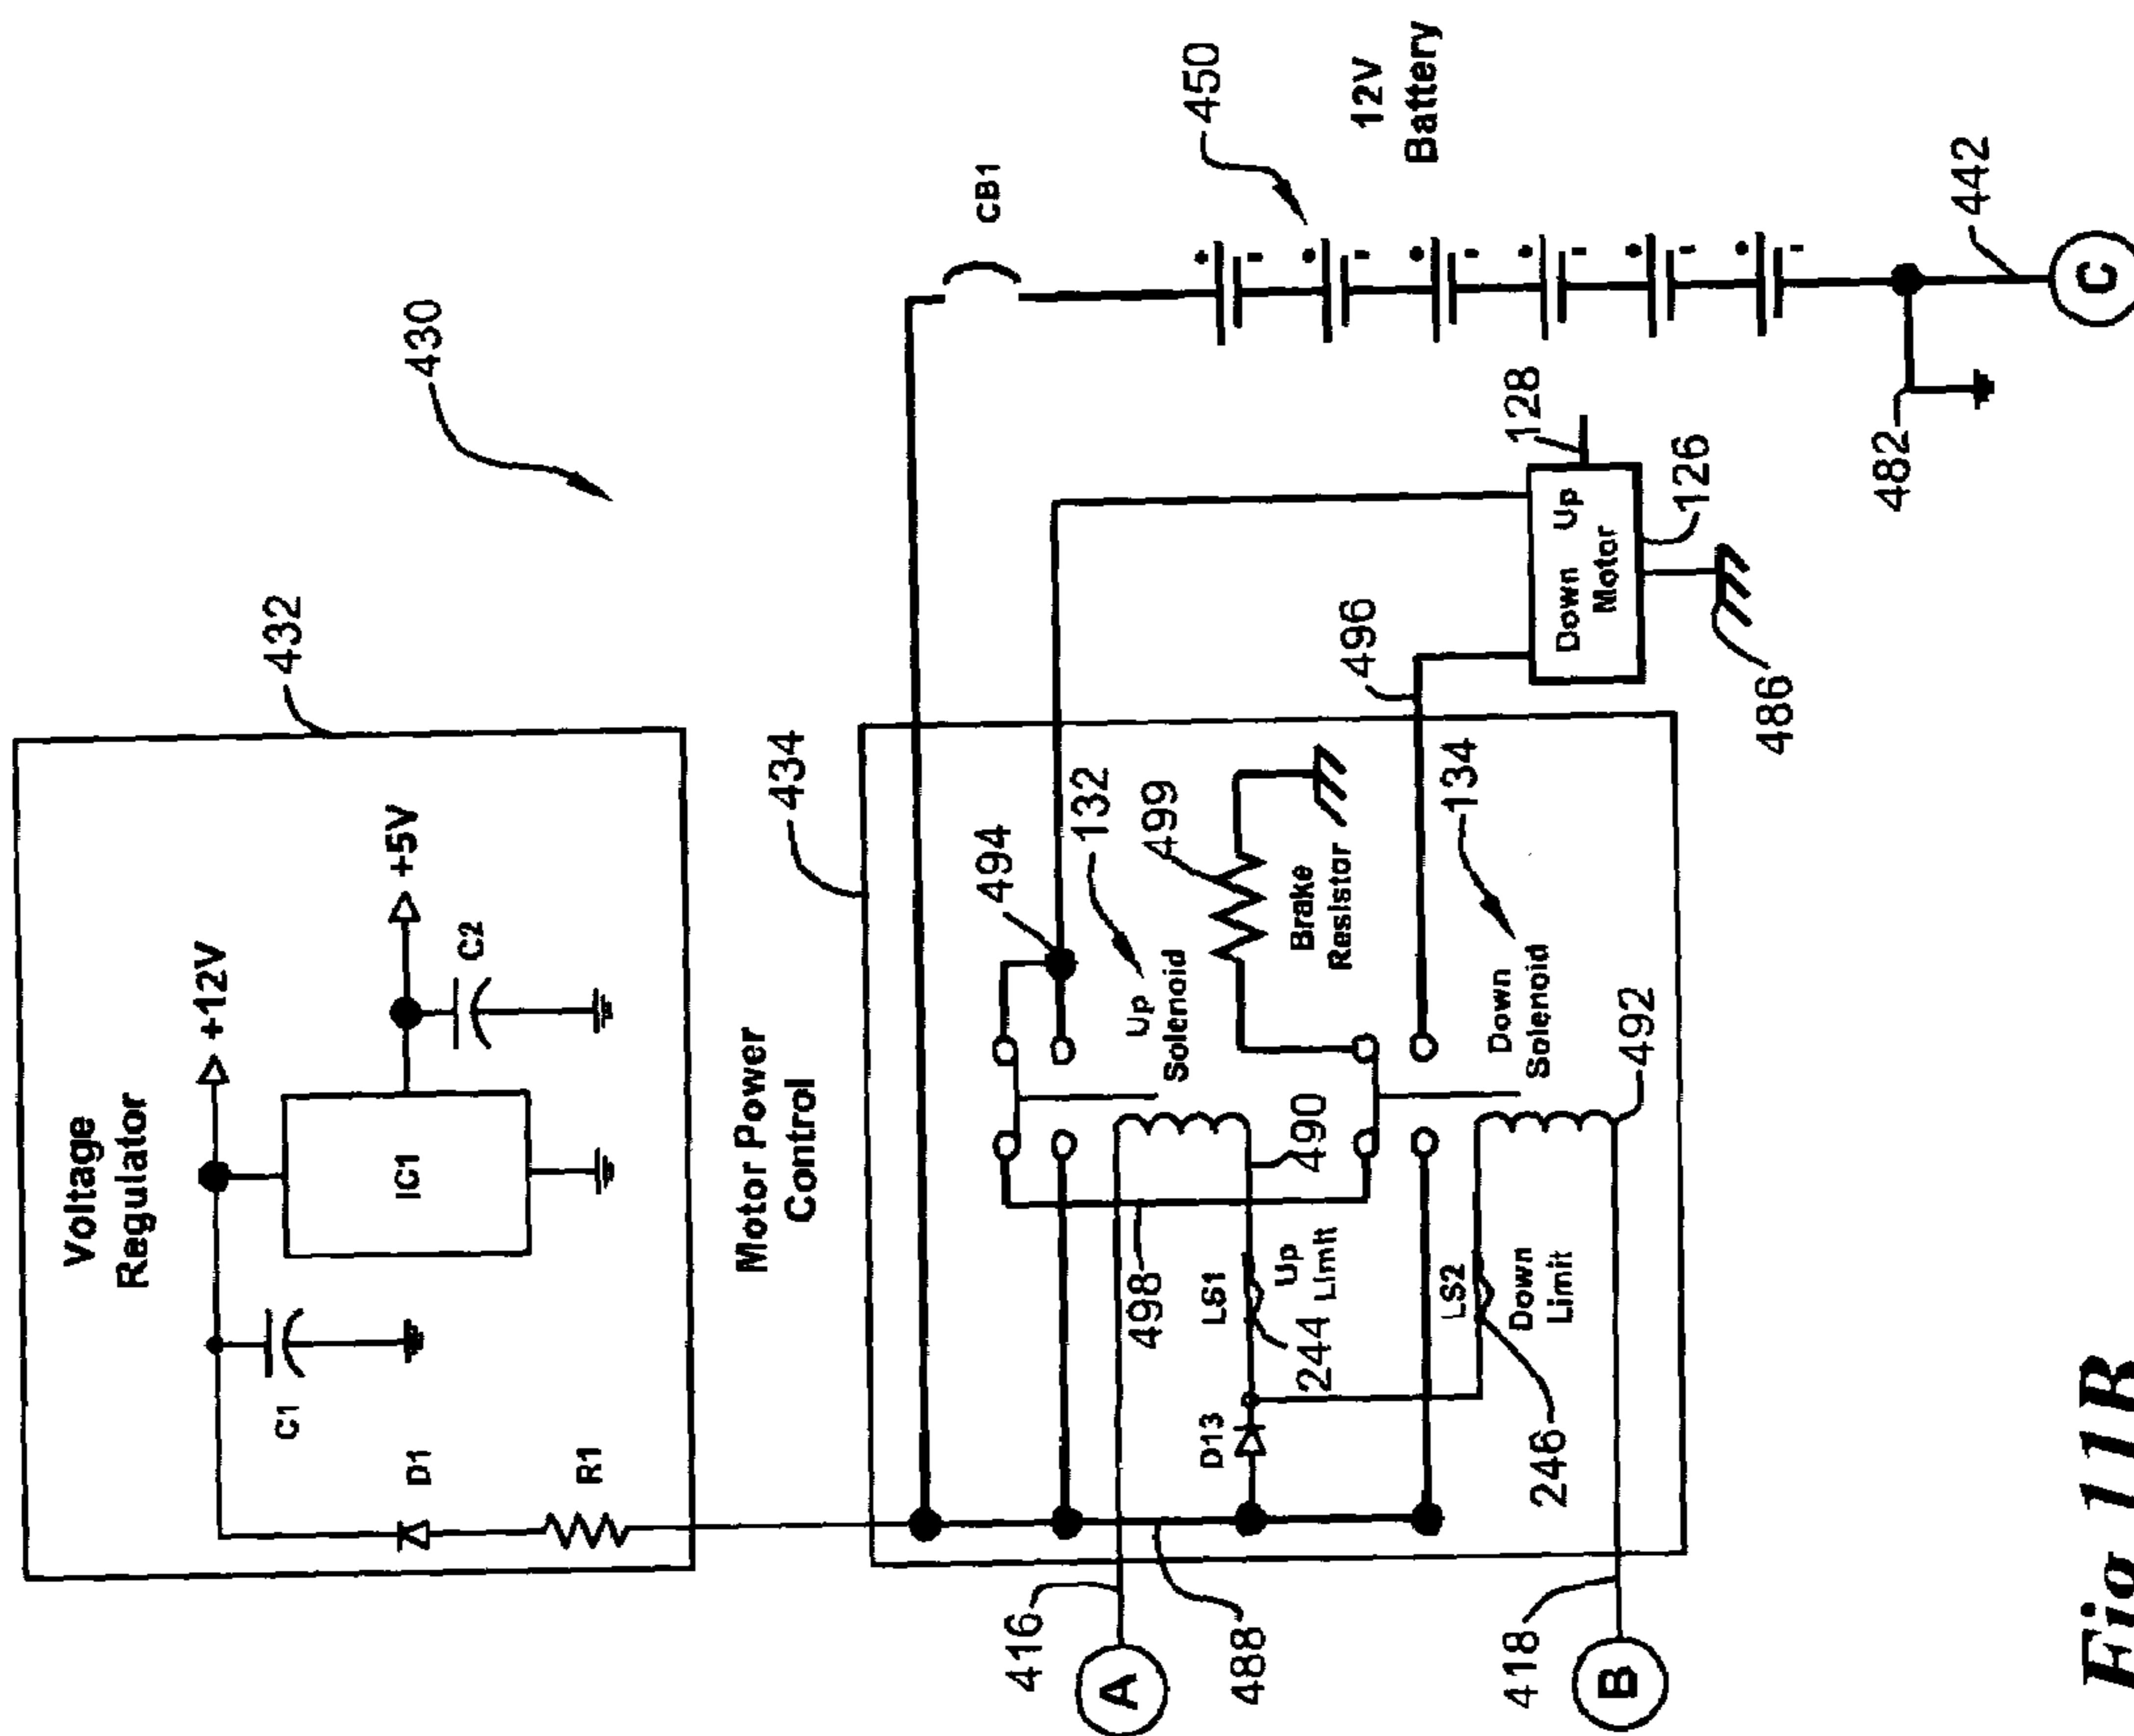 Voltage
Regulator
432
+12V
+5V
C1
IC1
C2
D1
R1
430
Motor Power
Control
434
CB1
450
12V
Battery
494
132
Up
Solenoid
499
Brake
Resistor
416
A
488
498
490
LS1
Up
Limit
244
D13
LS2
Down
Limit
246
496
134
Down
Solenoid
492
418
B
Down Up
Motor
128
126
486
482
442
C
Fig 11B